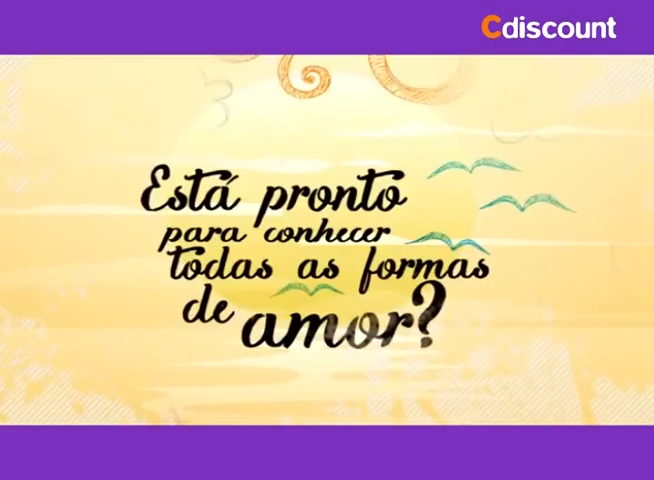 Cdiscount
Está pronto
para conhecer
todas as formas
de amor?